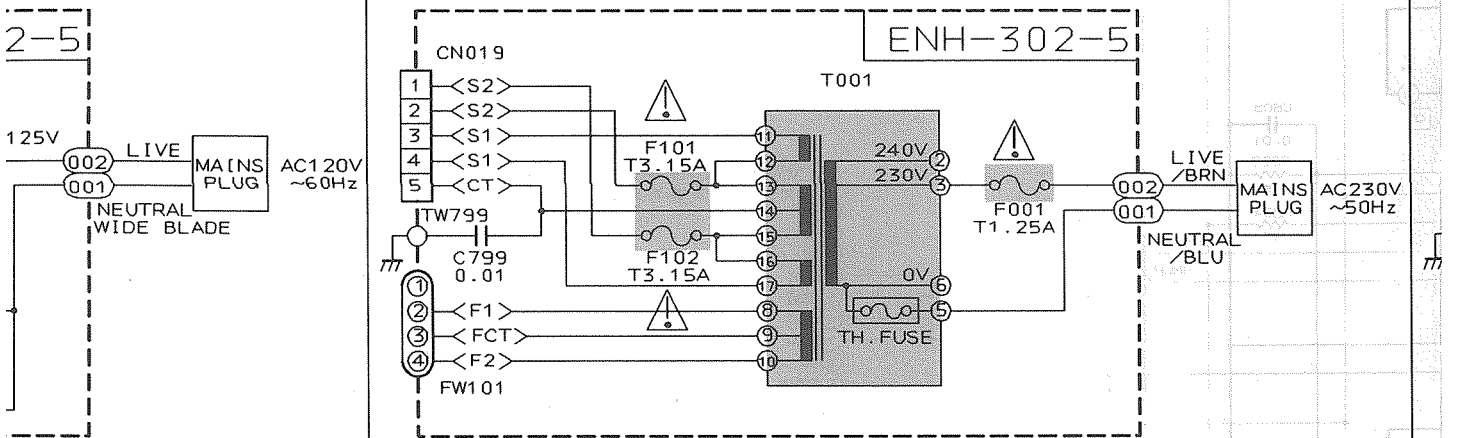 2-5
125V
002
001
LIVE
NEUTRAL
WIDE BLADE
MAINS
PLUG
AC120V
~60Hz
ENH-302-5
CN019
1
2
3
4
5
S2
S2
S1
S1
CT
TW799
C799
0.01
1
2
3
4
F1
FCT
F2
FW101
!
F101
T3.15A
F102
T3.15A
!
T001
11
12
13
14
15
16
17
8
9
10
240V
230V
0V
TH.FUSE
2
3
6
5
!
F001
T1.25A
002
001
LIVE
/BRN
NEUTRAL
/BLU
MAINS
PLUG
AC230V
~50Hz